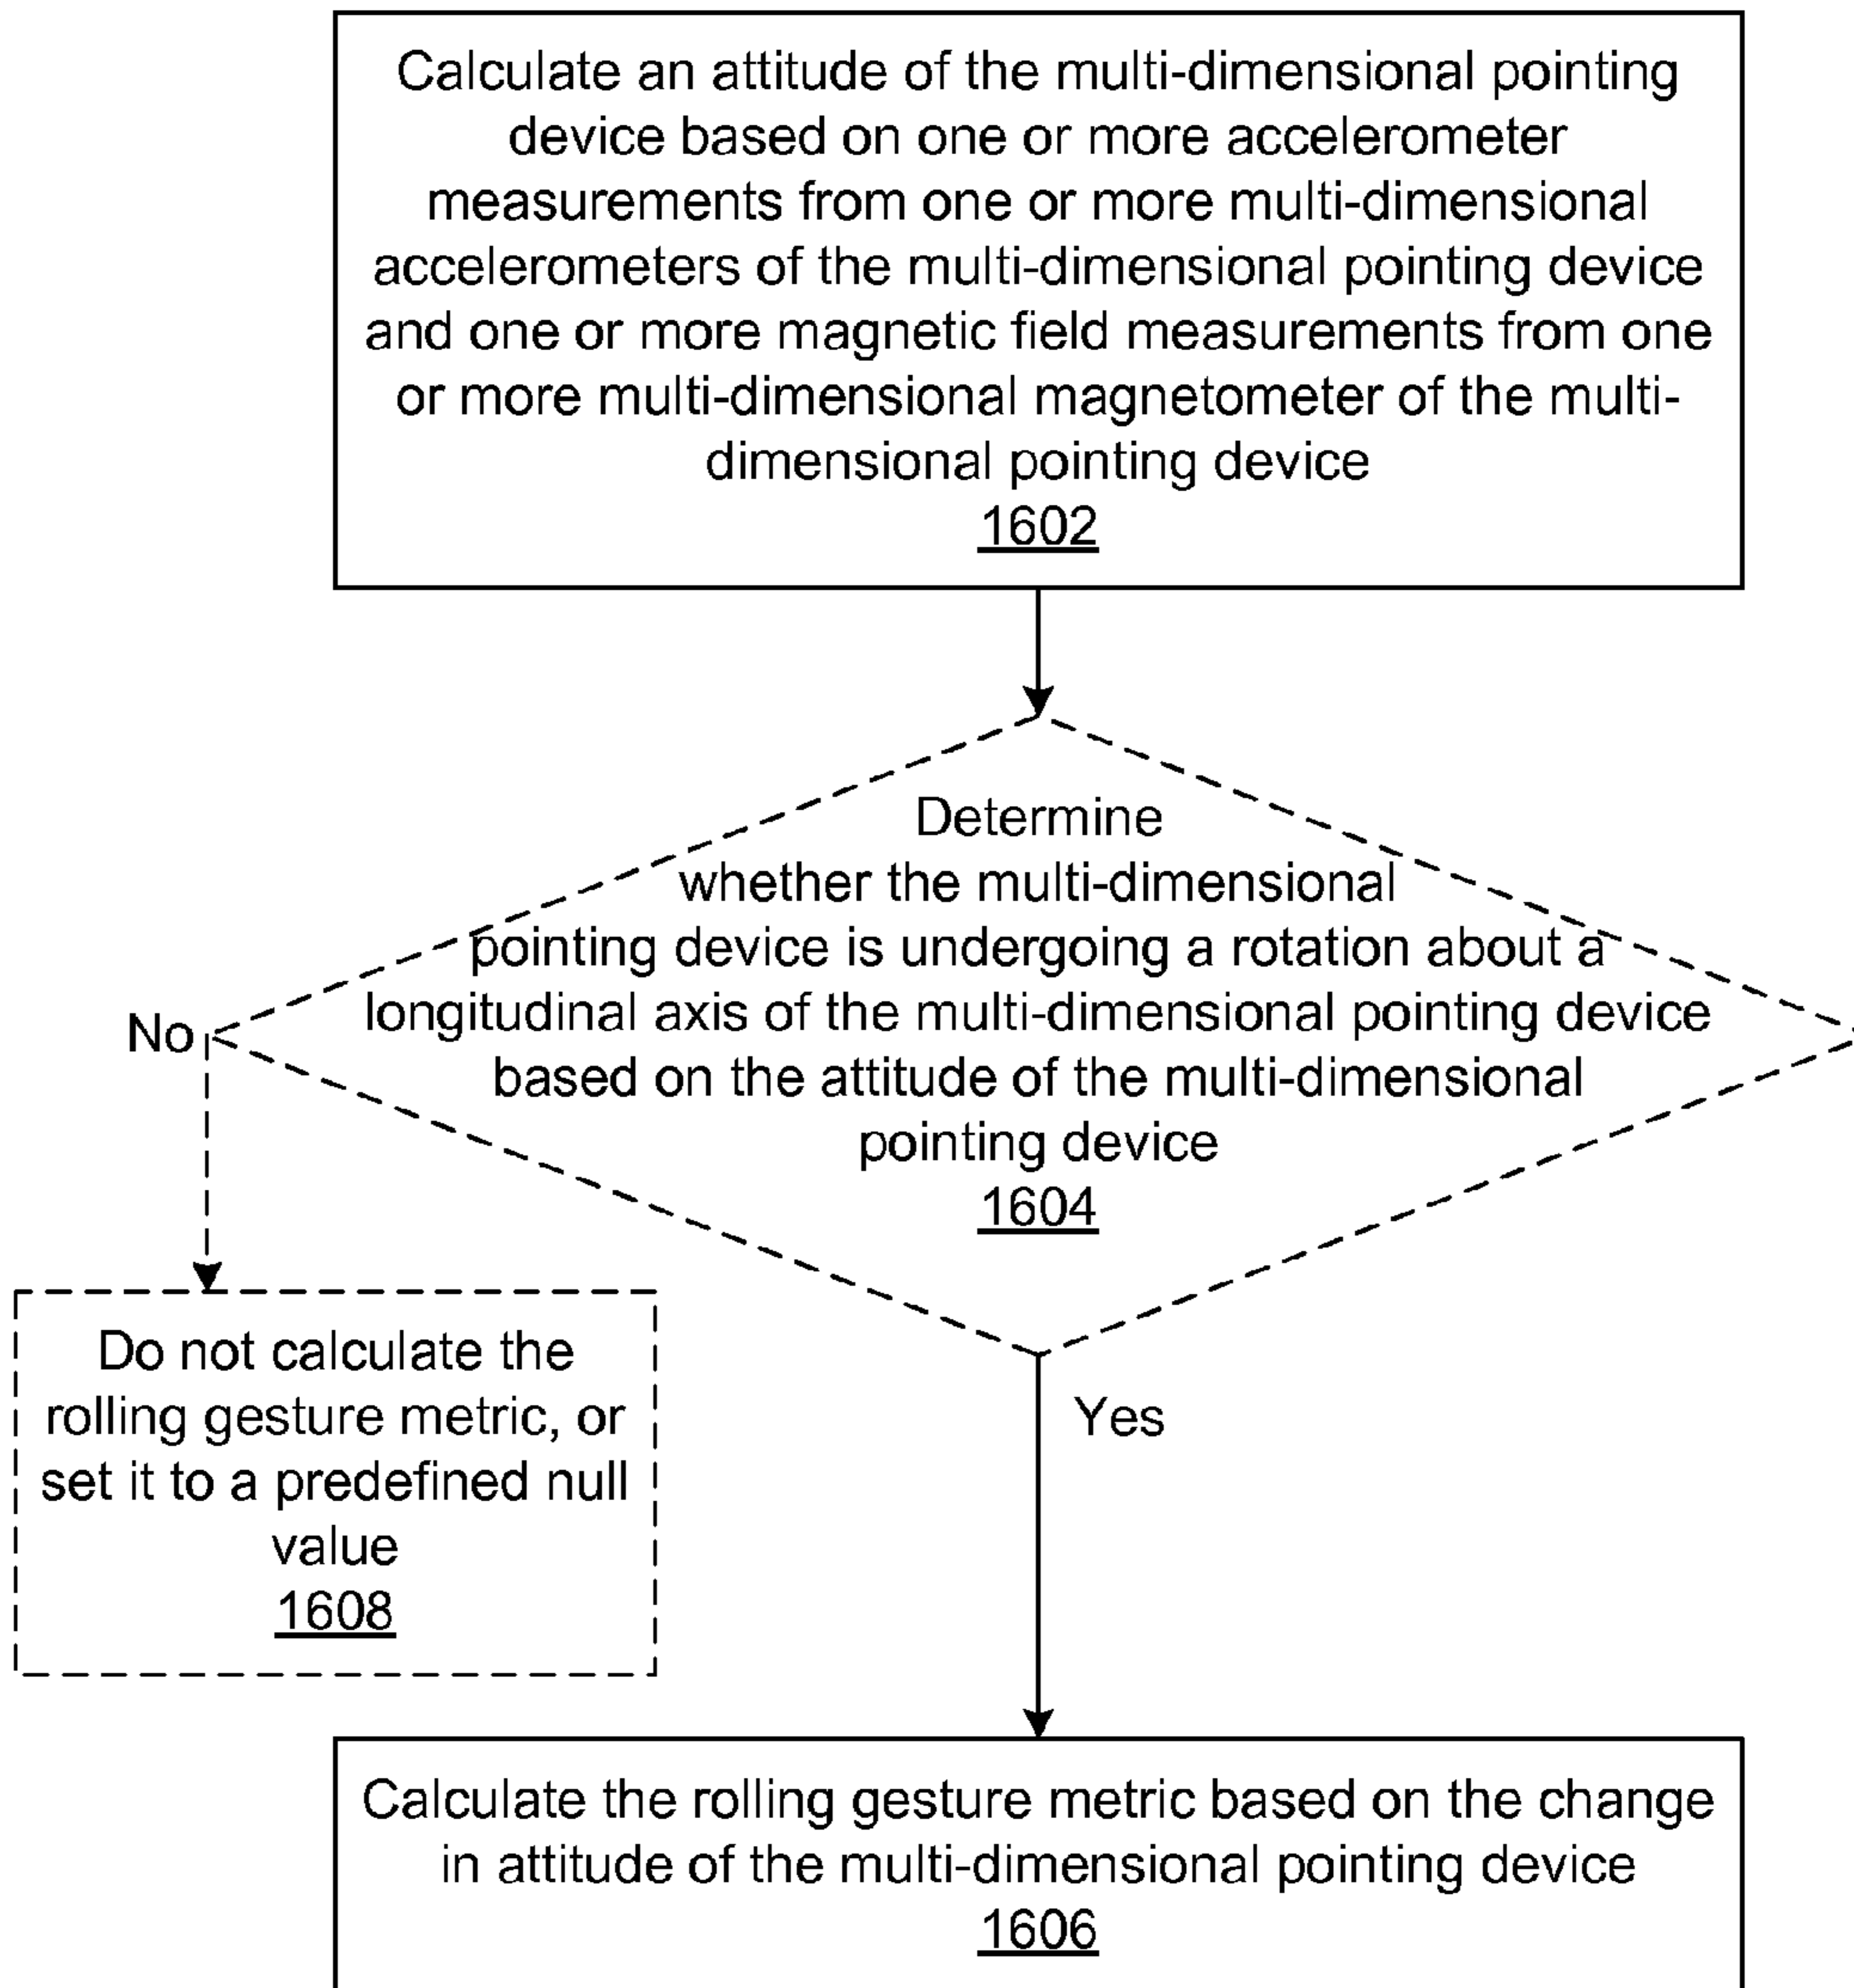 Calculate an attitude of the multi-dimensional pointing
device based on one or more accelerometer
measurements from one or more multi-dimensional
accelerometers of the multi-dimensional pointing device
and one or more magnetic field measurements from one
or more multi-dimensional magnetometer of the multi-
dimensional pointing device
1602
Determine
whether the multi-dimensional
pointing device is undergoing a rotation about a
longitudinal axis of the multi-dimensional pointing device
based on the attitude of the multi-dimensional
pointing device
1604
No
Yes
Do not calculate the
rolling gesture metric, or
set it to a predefined null
value
1608
Calculate the rolling gesture metric based on the change
in attitude of the multi-dimensional pointing device
1606